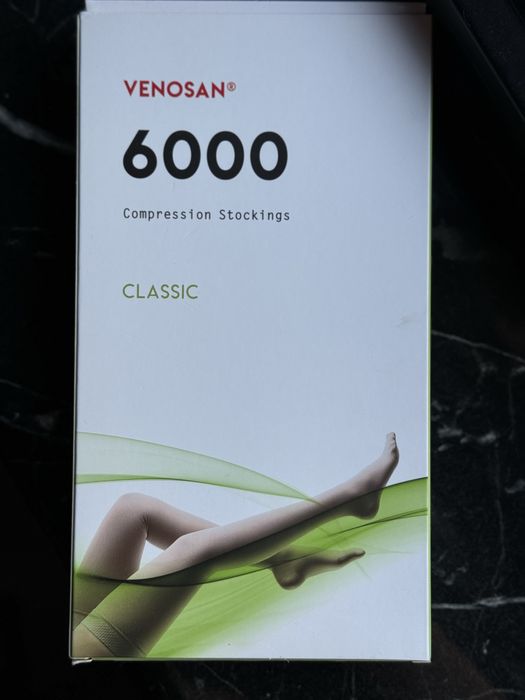 VENOSAN®
6000
Compression Stockings
CLASSIC